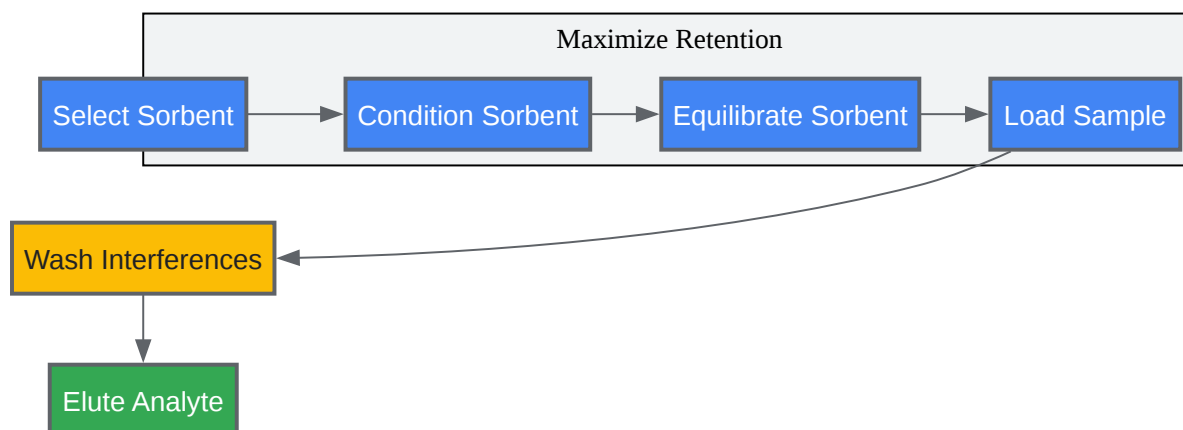 Maximize Retention
Select Sorbent
Condition Sorbent
Equilibrate Sorbent
Load Sample
Wash Interferences
Elute Analyte